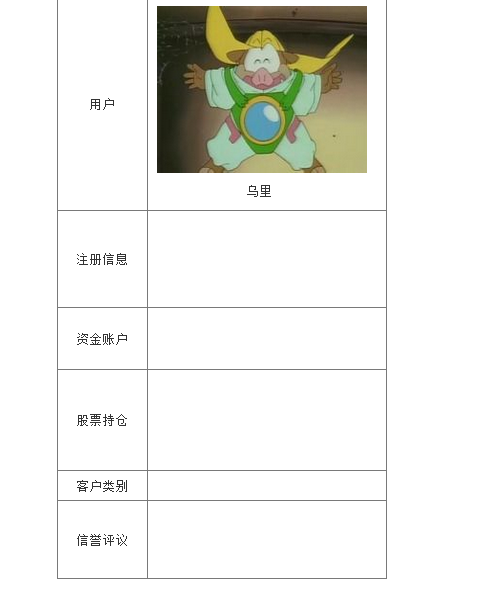 用户
乌里
注册信息
资金账户
股票持仓
客户类别
信誉评议